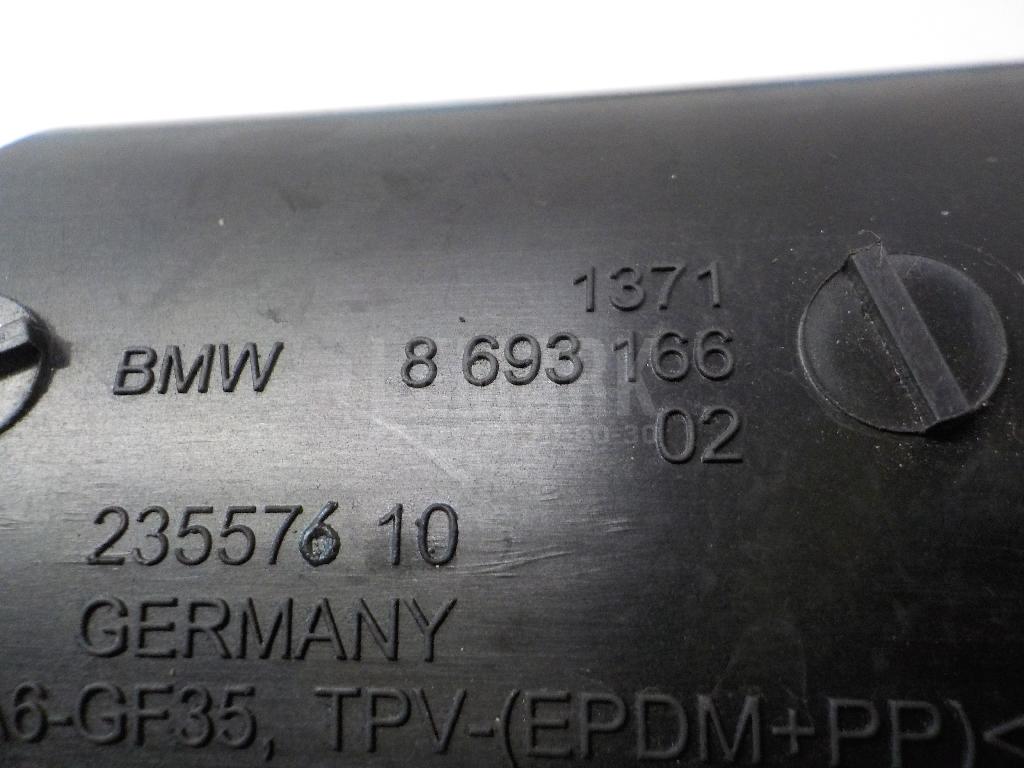 1371
BMW 8 693 166
02
235576 10
GERMANY
A6-GF35, TPV-(EPDM+PP)<